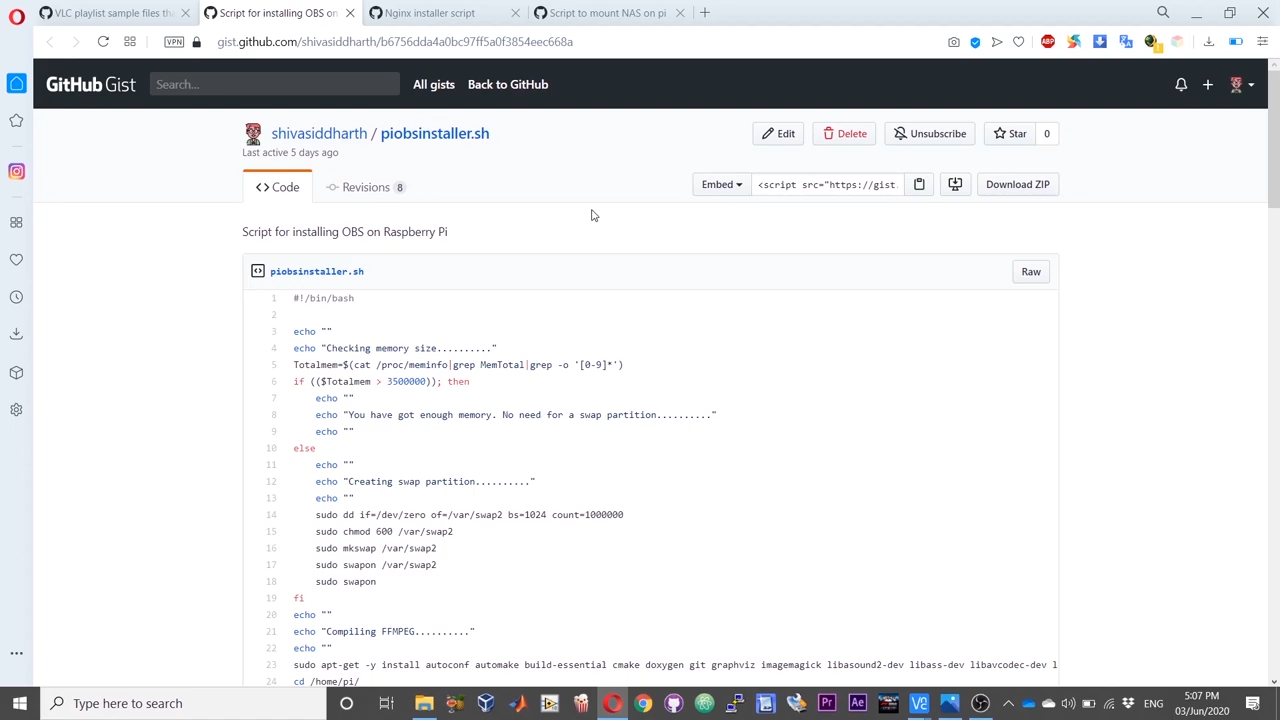 VLC playlist sample files tha
Script for installing OBS on
Nginx installer script
Script to mount NAS on pi
VPN
gist.github.com/shivasiddharth/b6756dda4a0bc97ff5a0f3854eec668a
ABP
GitHub Gist
Search...
All gists
Back to GitHub
shivasiddharth / piobsinstaller.sh
Last active 5 days ago
Edit
Delete
Unsubscribe
Star
0
Code
Revisions 8
Embed
<script src="https://gist.
Download ZIP
Script for installing OBS on Raspberry Pi
piobsinstaller.sh
Raw
1 #!/bin/bash
2
3 echo ""
4 echo "Checking memory size.........."
5 Totalmem=$(cat /proc/meminfo|grep MemTotal|grep -o '[0-9]*')
6 if (($Totalmem > 3500000)); then
7 echo ""
8 echo "You have got enough memory. No need for a swap partition.........."
9 echo ""
10 else
11 echo ""
12 echo "Creating swap partition.........."
13 echo ""
14 sudo dd if=/dev/zero of=/var/swap2 bs=1024 count=1000000
15 sudo chmod 600 /var/swap2
16 sudo mkswap /var/swap2
17 sudo swapon /var/swap2
18 sudo swapon
19 fi
20 echo ""
21 echo "Compiling FFMPEG.........."
22 echo ""
23 sudo apt-get -y install autoconf automake build-essential cmake doxygen git graphviz imagemagick libasound2-dev libass-dev libavcodec-dev l
24 cd /home/pi/
Type here to search
Pr
Ae
ENG
5:07 PM
03/Jun/2020